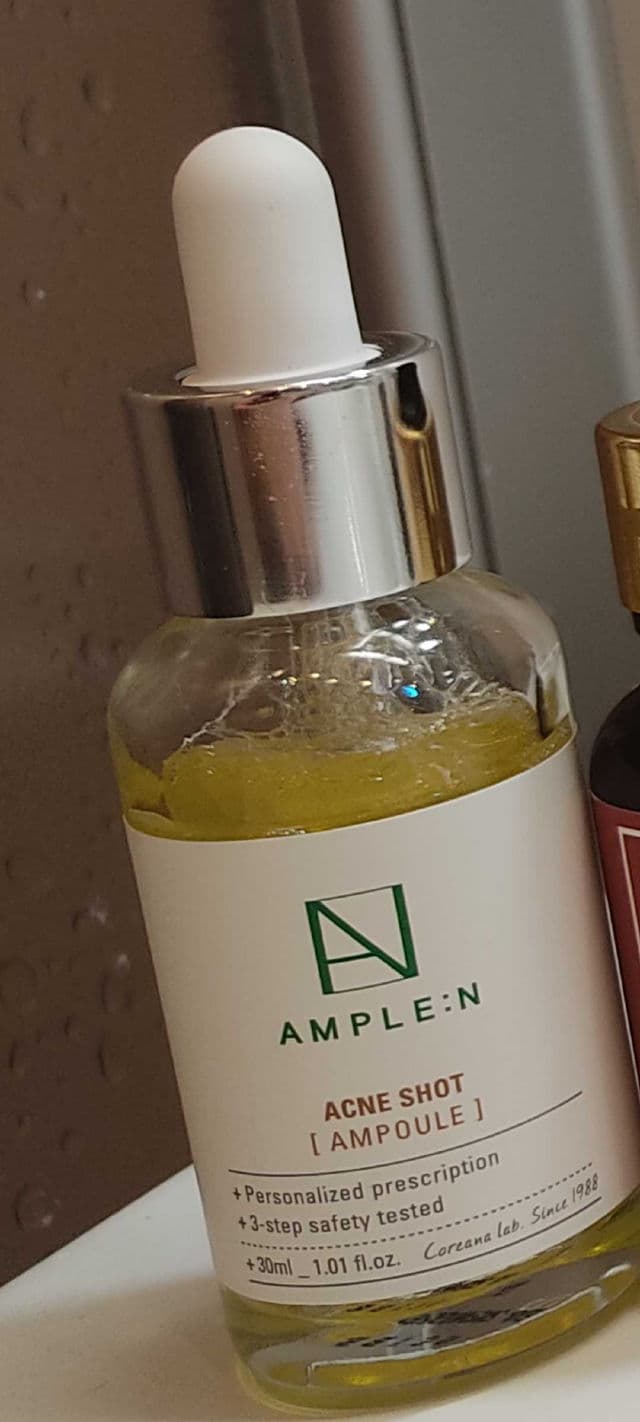 AMPLE:N
ACNE SHOT
[ AMPOULE ]
+Personalized prescription
+3-step safety tested
+30ml _ 1.01 fl.oz. Coreana lab. Since 1988